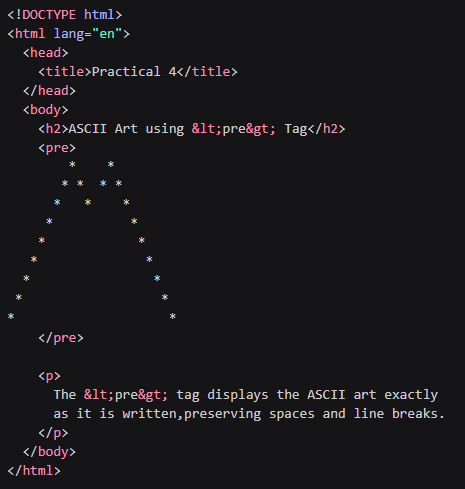 <!DOCTYPE html>
<html lang="en">
  <head>
    <title>Practical 4</title>
  </head>
  <body>
    <h2>ASCII Art using &lt;pre&gt; Tag</h2>
    <pre>
        *    *
       * *  * *
      *   *    *
     *          *
    *            *
   *              *
  *                *
 *                  *
*                    *
    </pre>

    <p>
      The &lt;pre&gt; tag displays the ASCII art exactly
      as it is written,preserving spaces and line breaks.
    </p>
  </body>
</html>